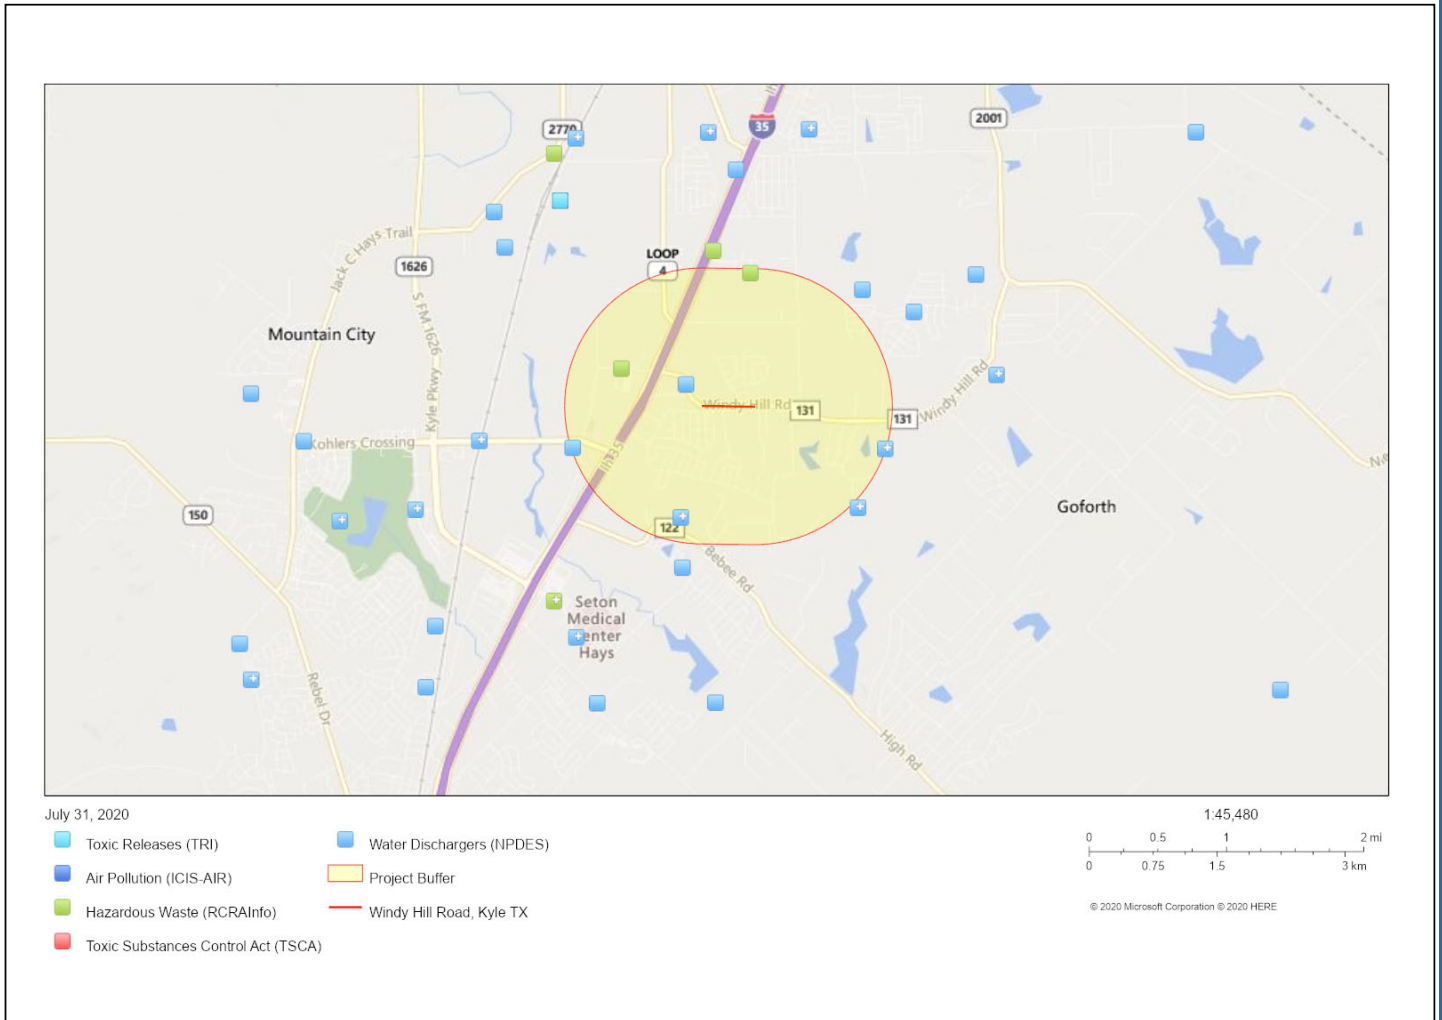 2770
35
2001
Jack C Hays Trail
LOOP
4
1626
S FM 1626
Mountain City
Windy Hill Rd
Kyle Pkwy
Windy Hill Rd
131
131
Kohlers Crossing
Ih 35
150
Goforth
122
Bebee Rd
Seton
Medical
enter
Hays
Rebel Dr
High Rd
July 31, 2020
1:45,480
Toxic Releases (TRI)
Water Dischargers (NPDES)
0 0.5 1 2 mi
0 0.75 1.5 3 km
Air Pollution (ICIS-AIR)
Project Buffer
Hazardous Waste (RCRAInfo)
Windy Hill Road, Kyle TX
© 2020 Microsoft Corporation © 2020 HERE
Toxic Substances Control Act (TSCA)